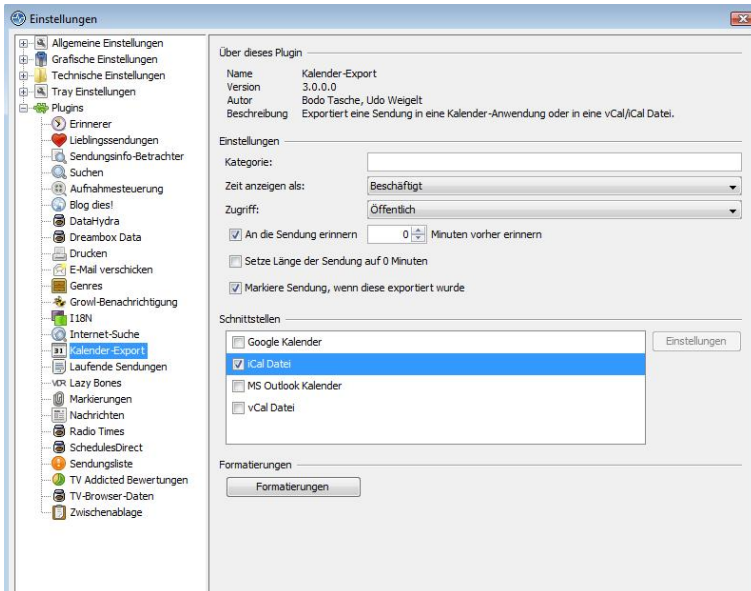 Einstellungen
Allgemeine Einstellungen
Grafische Einstellungen
Technische Einstellungen
Tray Einstellungen
Plugins
Erinnerer
Lieblingssendungen
Sendungsinfo-Betrachter
Suchen
Aufnahmesteuerung
Blog dies!
DataHydra
Dreambox Data
Drucken
E-Mail verschicken
Genres
Growl-Benachrichtigung
I18N
Internet-Suche
31 Kalender-Export
Laufende Sendungen
VDR Lazy Bones
Markierungen
Nachrichten
Radio Times
SchedulesDirect
Sendungsliste
TV Addicted Bewertungen
TV-Browser-Daten
Zwischenablage
Über dieses Plugin
Name Kalender-Export
Version 3.0.0.0
Autor Bodo Tasche, Udo Weigelt
Beschreibung Exportiert eine Sendung in eine Kalender-Anwendung oder in eine vCal/iCal Datei.
Einstellungen
Kategorie:
Zeit anzeigen als: Beschäftigt
Zugriff: Öffentlich
An die Sendung erinnern 0 Minuten vorher erinnern
Setze Länge der Sendung auf 0 Minuten
Markiere Sendung, wenn diese exportiert wurde
Schnittstellen
Google Kalender Einstellungen
iCal Datei
MS Outlook Kalender
vCal Datei
Formatierungen
Formatierungen